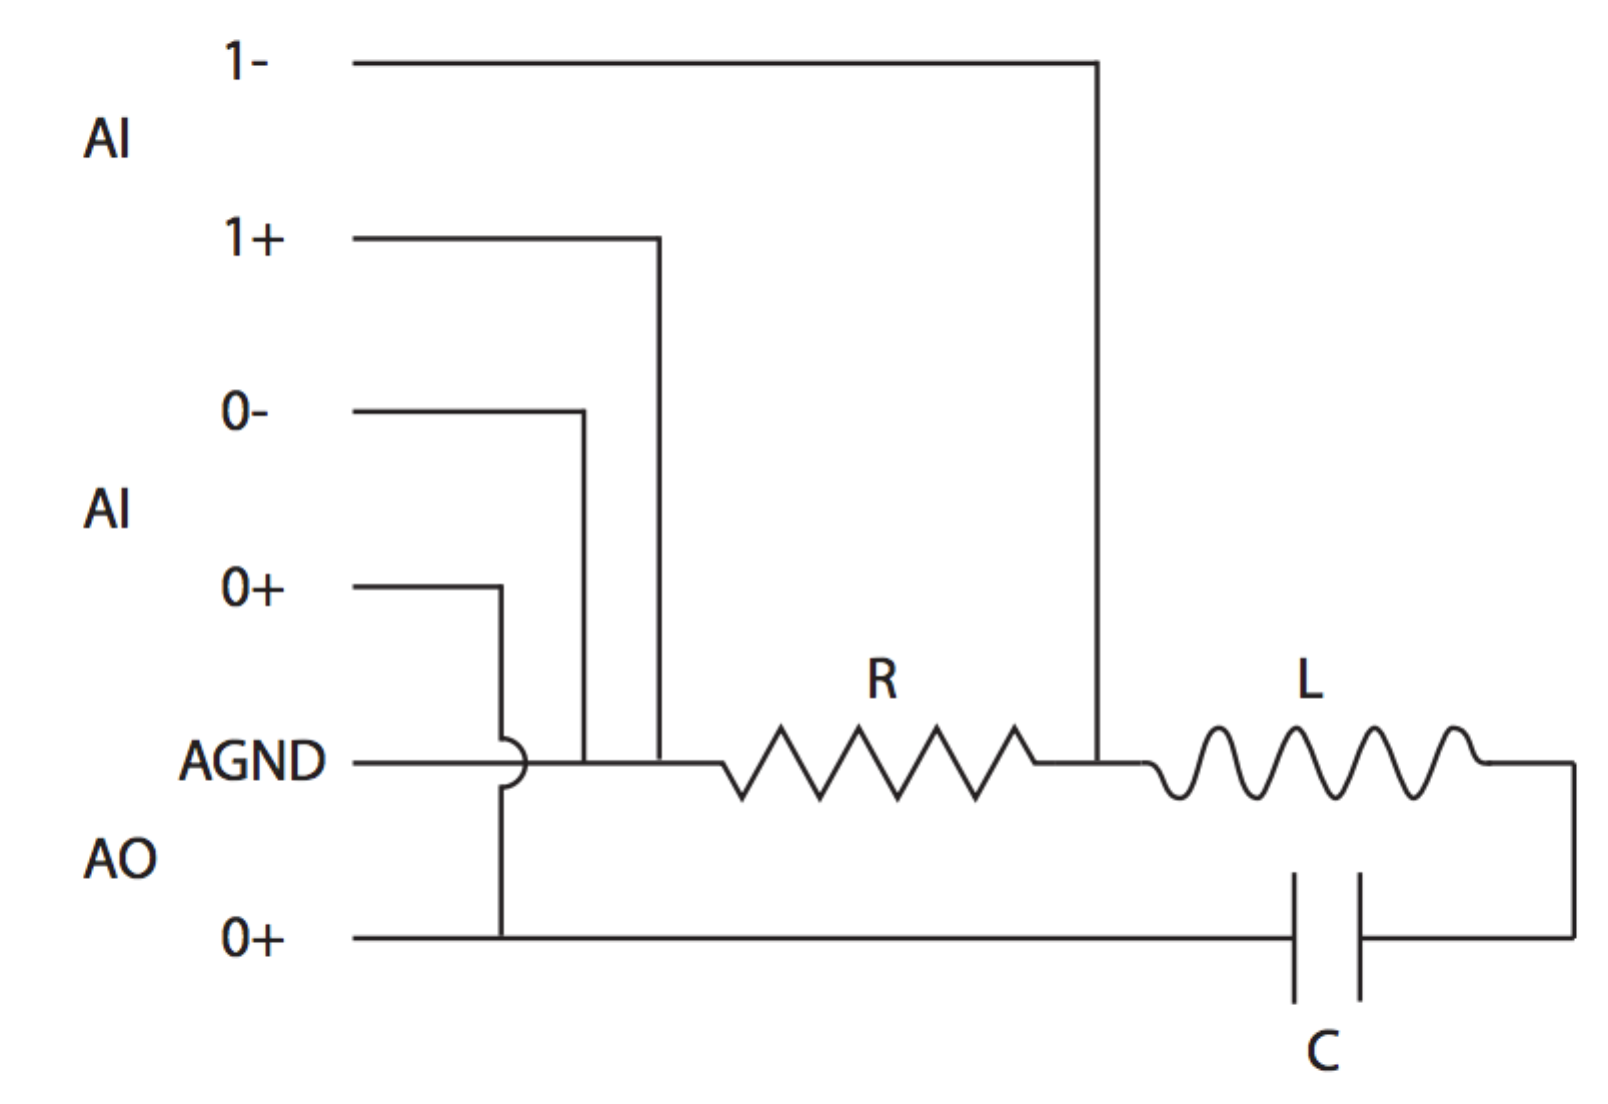 1-
AI
1+
0-
AI
0+
R
L
AGND
AO
0+
C